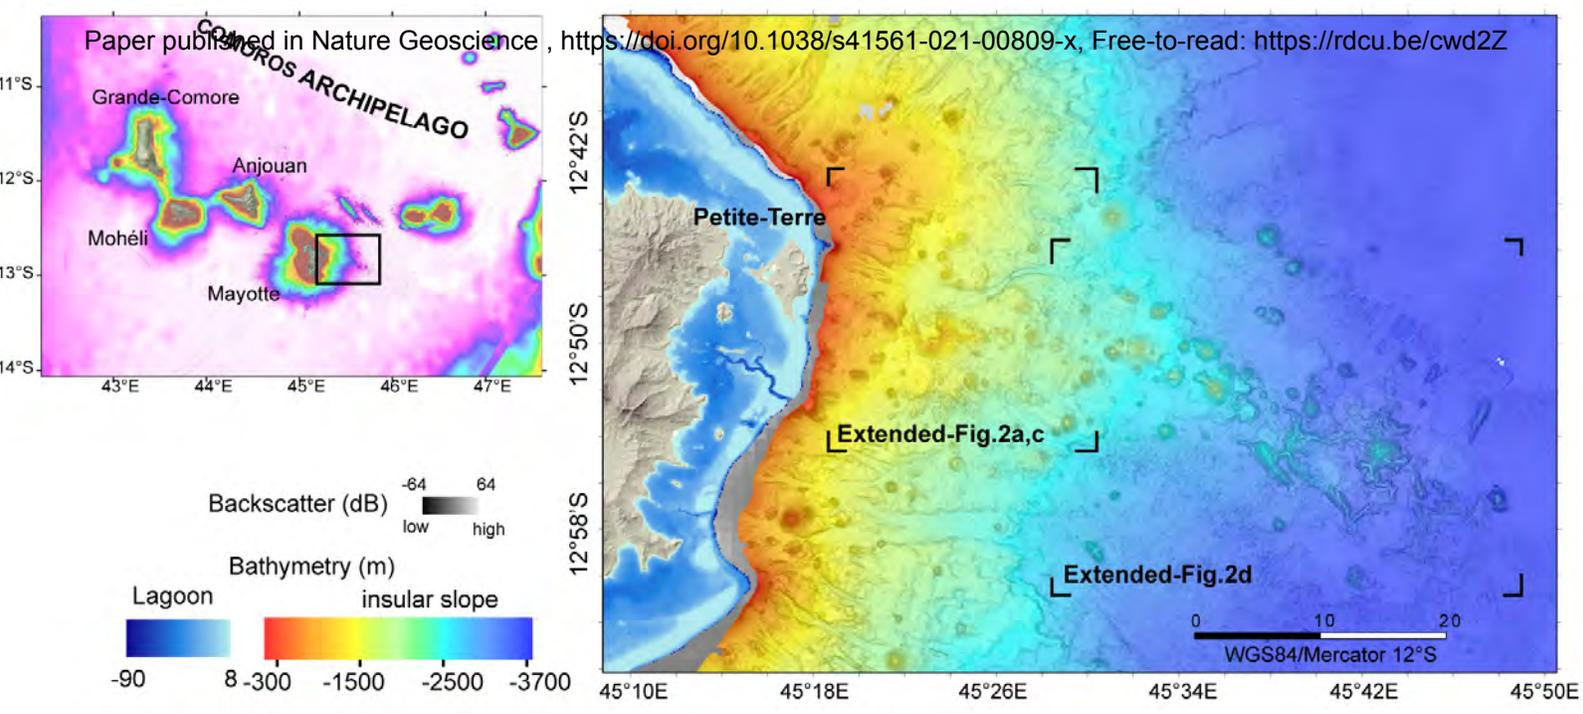 Paper published in Nature Geoscience , https://doi.org/10.1038/s41561-021-00809-x, Free-to-read: https://rdcu.be/cwd2Z
COMOROS ARCHIPELAGO
11°S
12°S
13°S
14°S
Grande-Comore
Anjouan
Mohéli
Mayotte
43°E 44°E 45°E 46°E 47°E
Backscatter (dB)
-64 64
low high
Bathymetry (m)
Lagoon insular slope
-90 8 -300 -1500 -2500 -3700
12°42'S
12°50'S
12°58'S
Petite-Terre
Extended-Fig.2a,c
Extended-Fig.2d
0 10 20
WGS84/Mercator 12°S
45°10E 45°18E 45°26E 45°34E 45°42E 45°50E